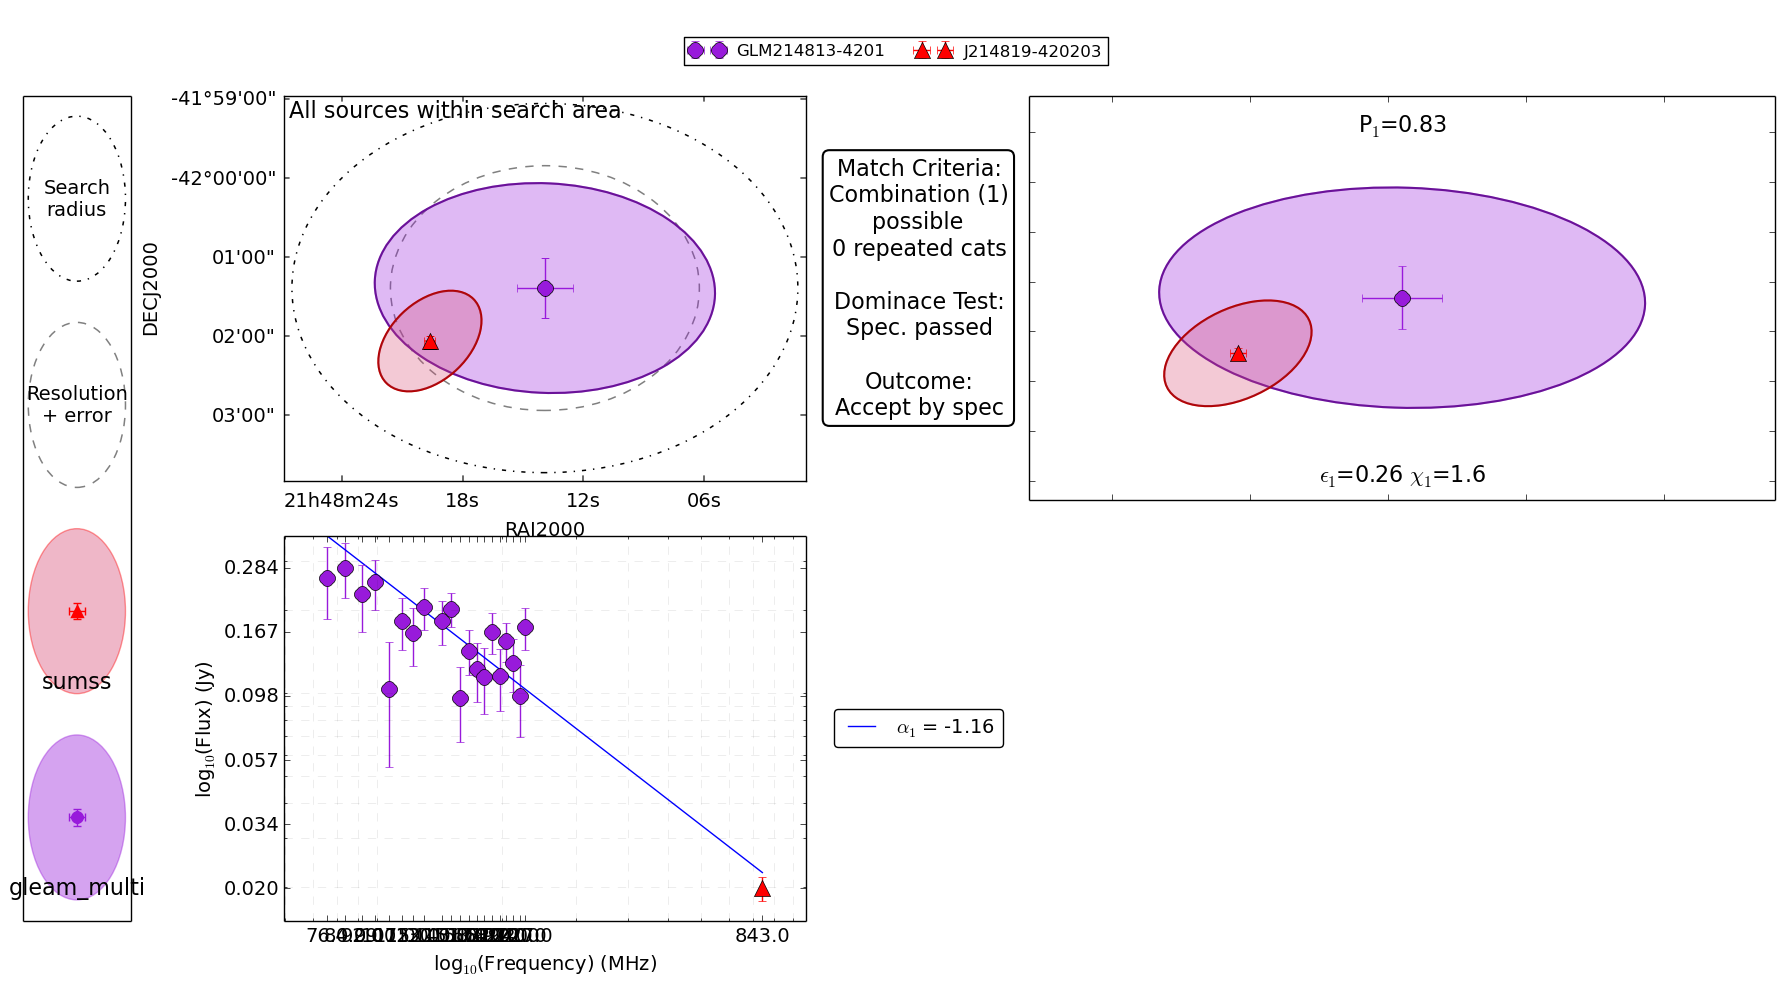 GLM214813-4201 J214819-420203
Search
radius
Resolution
+ error
sumss
gleam_multi
All sources within search area
-41°59'00"
-42°00'00"
01'00"
02'00"
03'00"
DECJ2000
21h48m24s 18s 12s 06s
RAJ2000
Match Criteria:
Combination (1)
possible
0 repeated cats
Dominace Test:
Spec. passed
Outcome:
Accept by spec
P₁=0.83
ϵ₁=0.26 χ₁=1.6
0.284
0.167
0.098
0.057
0.034
0.020
log₁₀(Flux) (Jy)
843.0
log₁₀(Frequency) (MHz)
α₁ = -1.16